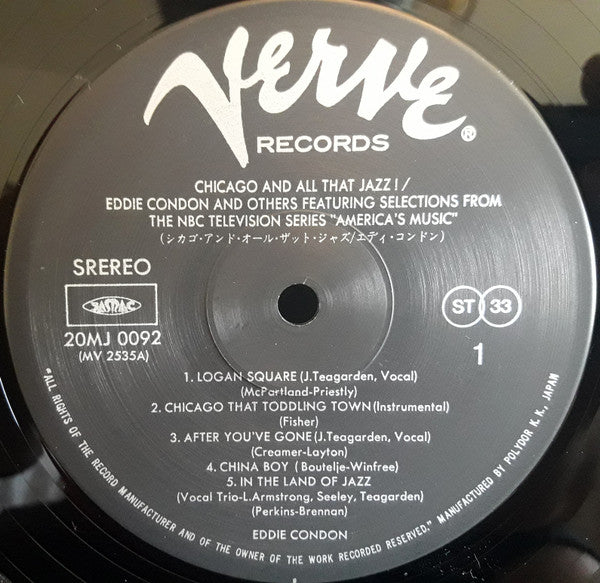 Verve®
RECORDS
CHICAGO AND ALL THAT JAZZ!/
EDDIE CONDON AND OTHERS FEATURING SELECTIONS FROM
THE NBC TELEVISION SERIES "AMERICA'S MUSIC"
(シカゴ・アンド・オール・ザット・ジャズ/エディ・コンドン)
SREREO
JASRAC
ST 33
20MJ 0092
(MV 2535A)
1
1. LOGAN SQUARE (J.Teagarden, Vocal)
(McPartland-Priestly)
2. CHICAGO THAT TODDLING TOWN (Instrumental)
(Fisher)
3. AFTER YOU'VE GONE (J.Teagarden, Vocal)
(Creamer-Layton)
4. CHINA BOY ( Boutelje-Winfree)
5. IN THE LAND OF JAZZ
(Vocal Trio-L.Armstrong, Seeley, Teagarden)
(Perkins-Brennan)
EDDIE CONDON
"ALL RIGHTS OF THE RECORD MANUFACTURER AND OF THE OWNER OF THE WORK RECORDED RESERVED." MANUFACTURED BY POLYDOR K.K., JAPAN